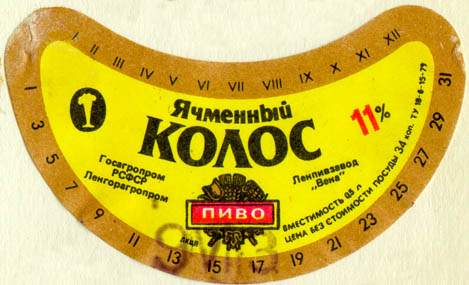 I II III IV V VI VII VIII IX X XI XII
Ячменный
КОЛОС
11%
1
Госагропром
РСФСР
Ленгорагропром
ПИВО
Ленпивзавод
"Вена"
ВМЕСТИМОСТЬ 0,5 л
ЦЕНА БЕЗ СТОИМОСТИ ПОСУДЫ 34 коп. ТУ 18-6-15-79
1 3 5 7 9 11 13 15 17 19 21 23 25 27 29 31